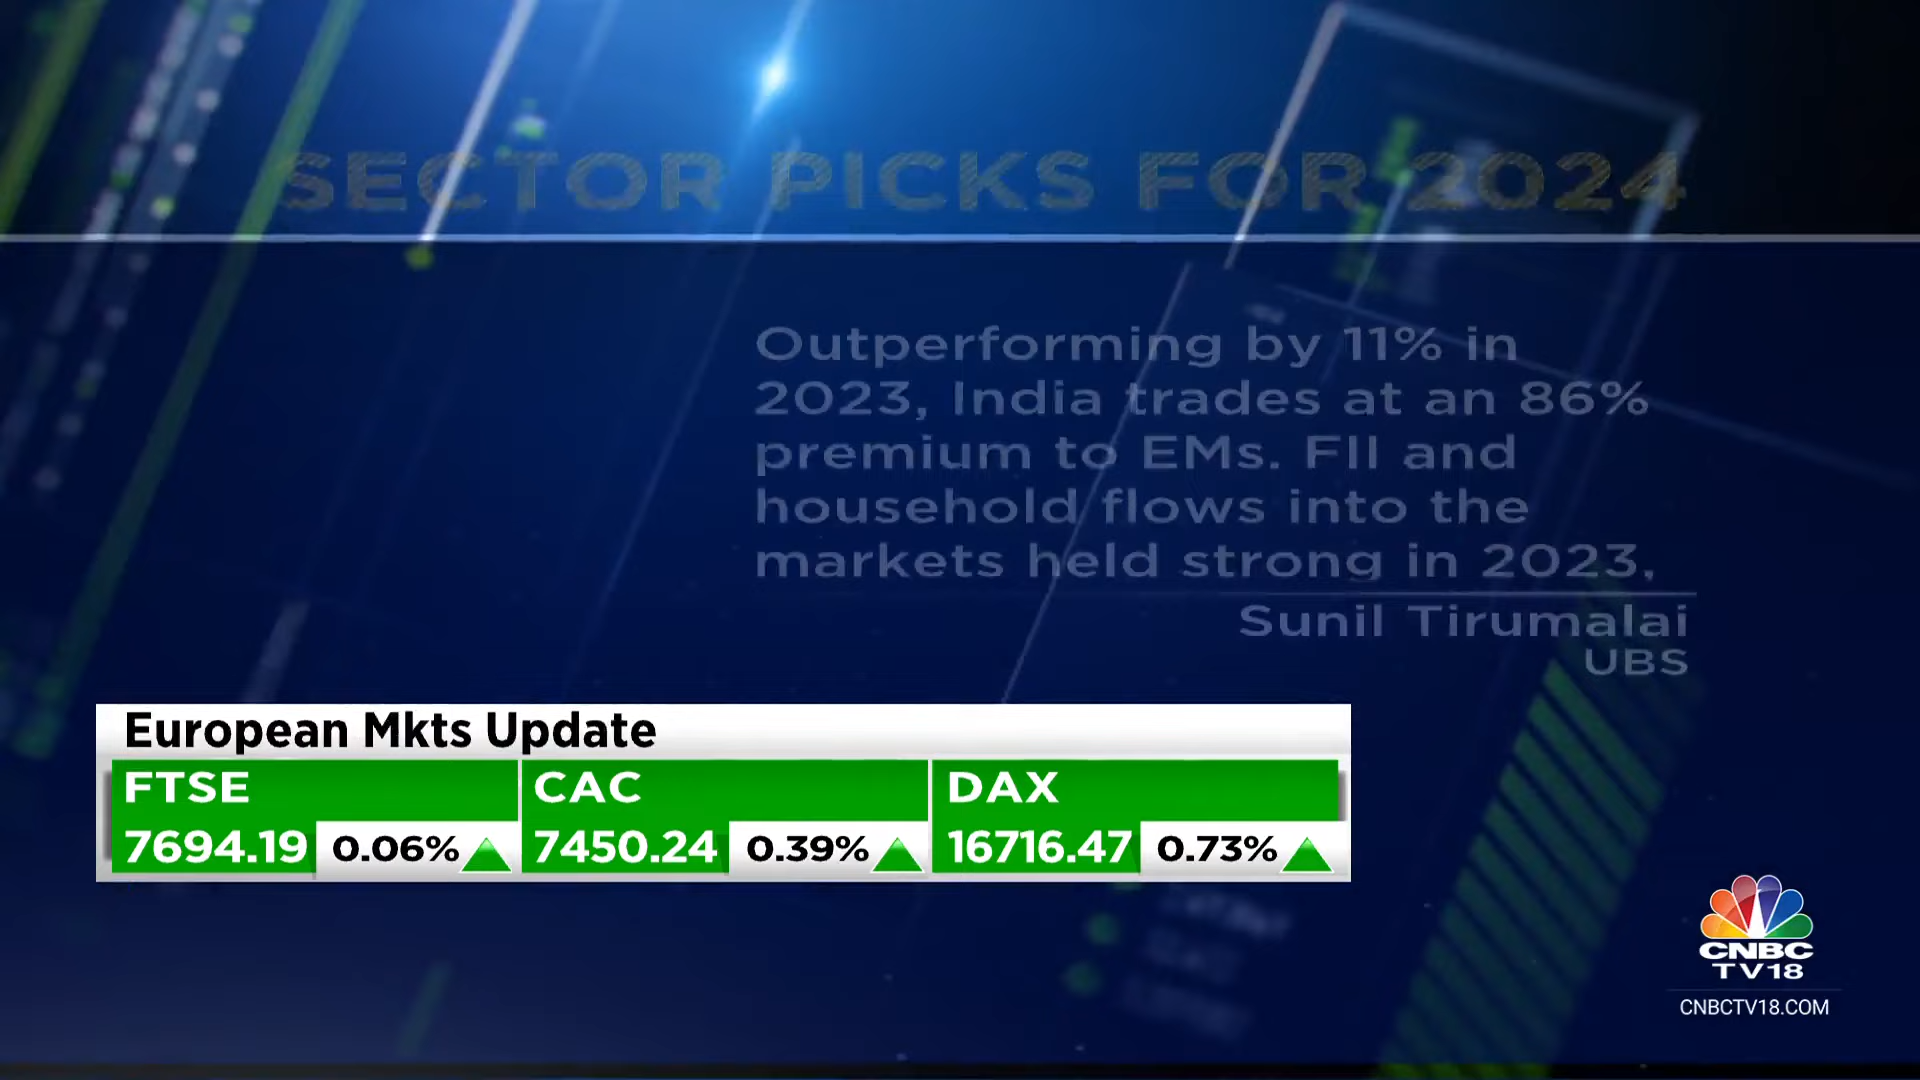 SECTOR PICKS FOR 2024
Outperforming by 11% in
2023, India trades at an 86%
premium to EMs. FII and
household flows into the
markets held strong in 2023,
Sunil Tirumalai
UBS
European Mkts Update
FTSE
7694.19 0.06%
CAC
7450.24 0.39%
DAX
16716.47 0.73%
CNBC
TV18
CNBCTV18.COM